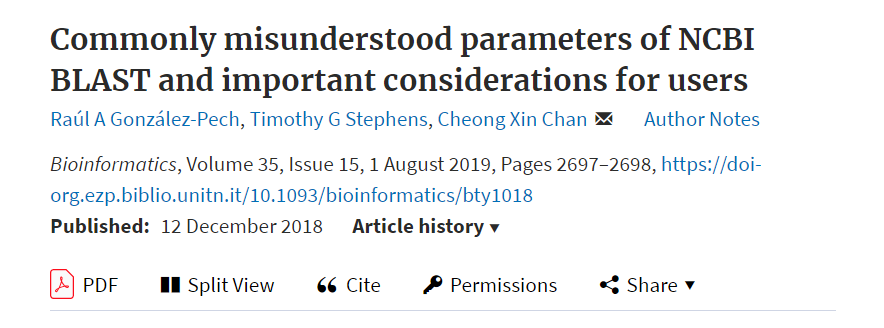 Commonly misunderstood parameters of NCBI
BLAST and important considerations for users
Raúl A González-Pech, Timothy G Stephens, Cheong Xin Chan Author Notes
Bioinformatics, Volume 35, Issue 15, 1 August 2019, Pages 2697–2698, https://doi-
org.ezp.biblio.unitn.it/10.1093/bioinformatics/bty1018
Published: 12 December 2018 Article history ▼
PDF Split View Cite Permissions Share ▼